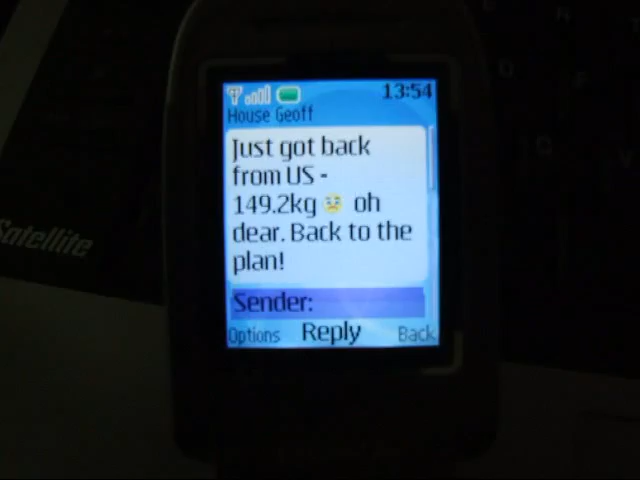 13:54
House Geoff
Just got back
from US -
149.2kg 😟 oh
dear. Back to the
plan!
Sender:
Options Reply Back
Satellite